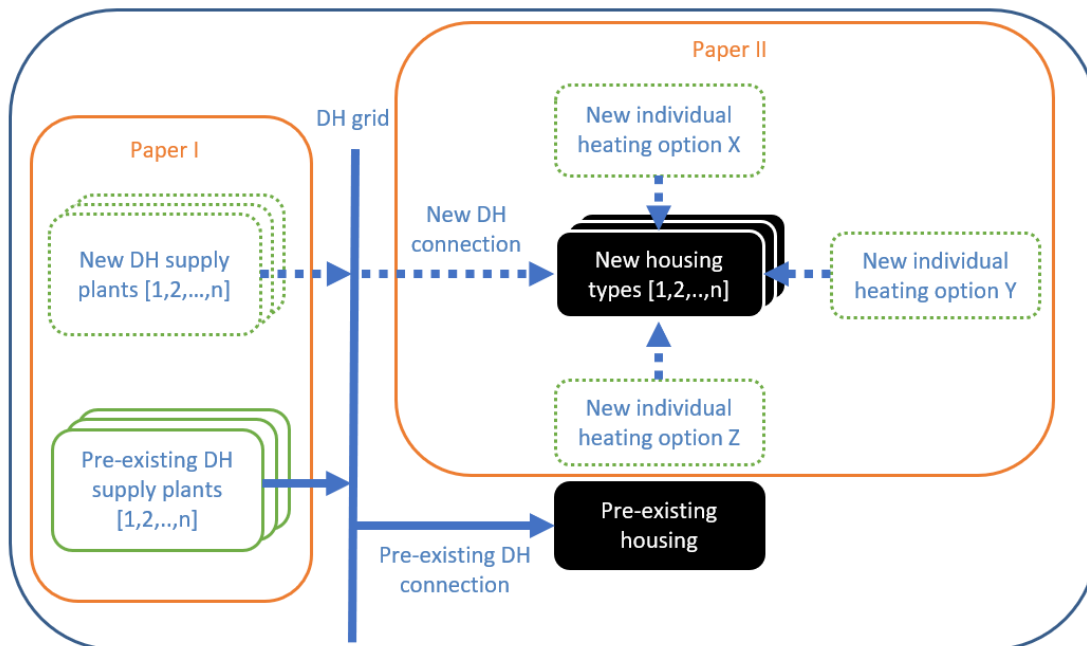 Paper II
New individual
heating option X
DH grid
Paper I
New DH
connection
New DH supply
plants [1,2,...,n]
New housing
types [1,2,..,n]
New individual
heating option Y
New individual
heating option Z
Pre-existing DH
supply plants
[1,2,..,n]
Pre-existing
housing
Pre-existing DH
connection